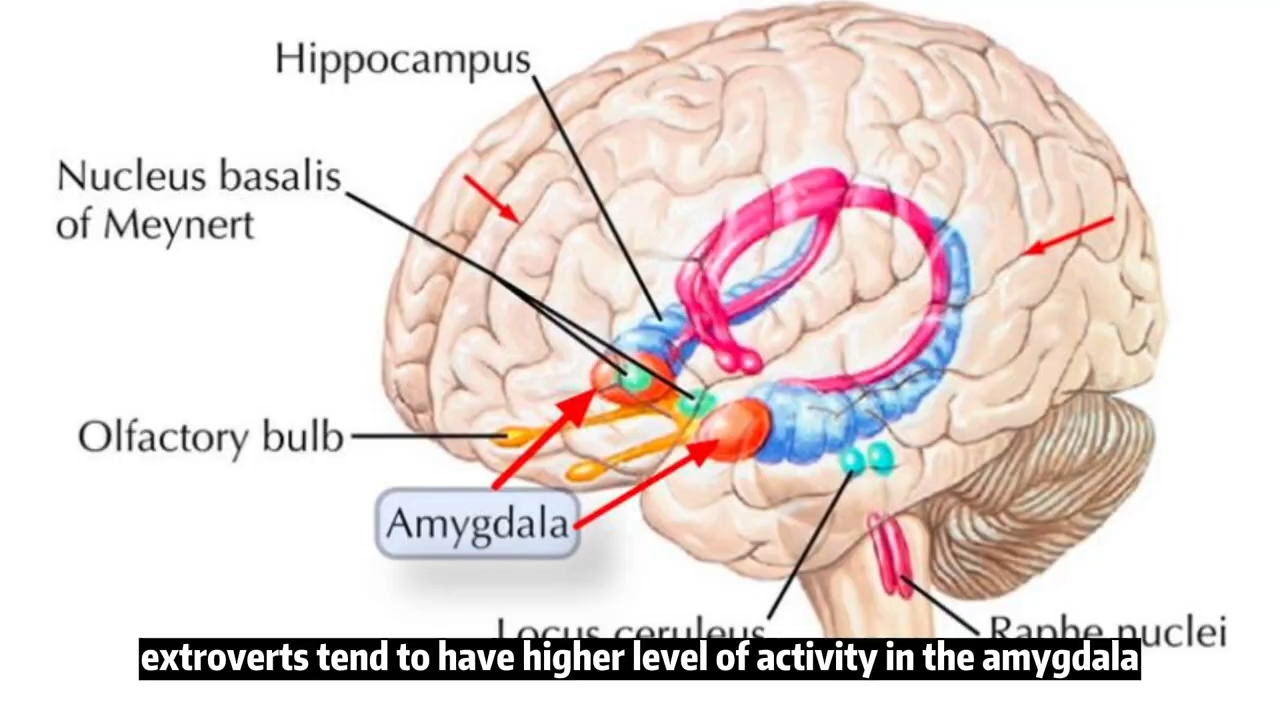 Hippocampus
Nucleus basalis
of Meynert
Olfactory bulb
Amygdala
Locus ceruleus
Raphe nuclei
extroverts tend to have higher level of activity in the amygdala